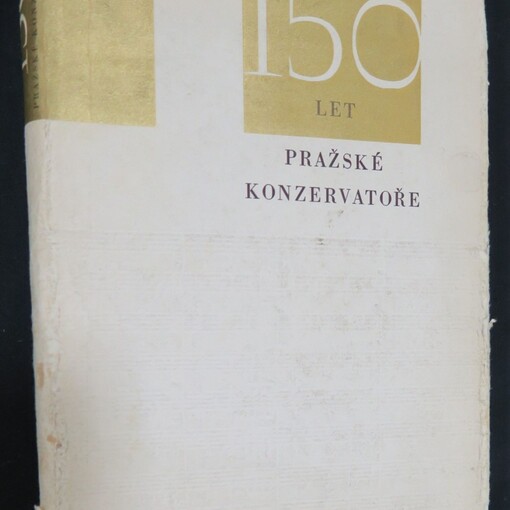 150
LET
PRAŽSKÉ
KONZERVATOŘE